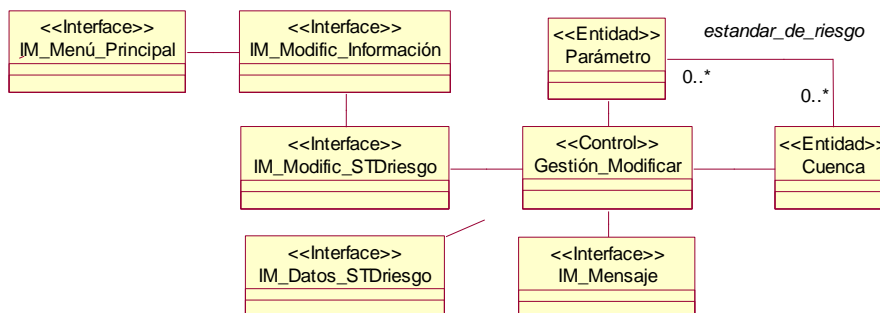 <<Interface>>
IM_Menú_Principal
<<Interface>>
IM_Modific_Información
<<Entidad>>
Parámetro
estandar_de_riesgo
0..*
0..*
<<Interface>>
IM_Modific_STDriesgo
<<Control>>
Gestión_Modificar
<<Entidad>>
Cuenca
<<Interface>>
IM_Datos_STDriesgo
<<Interface>>
IM_Mensaje